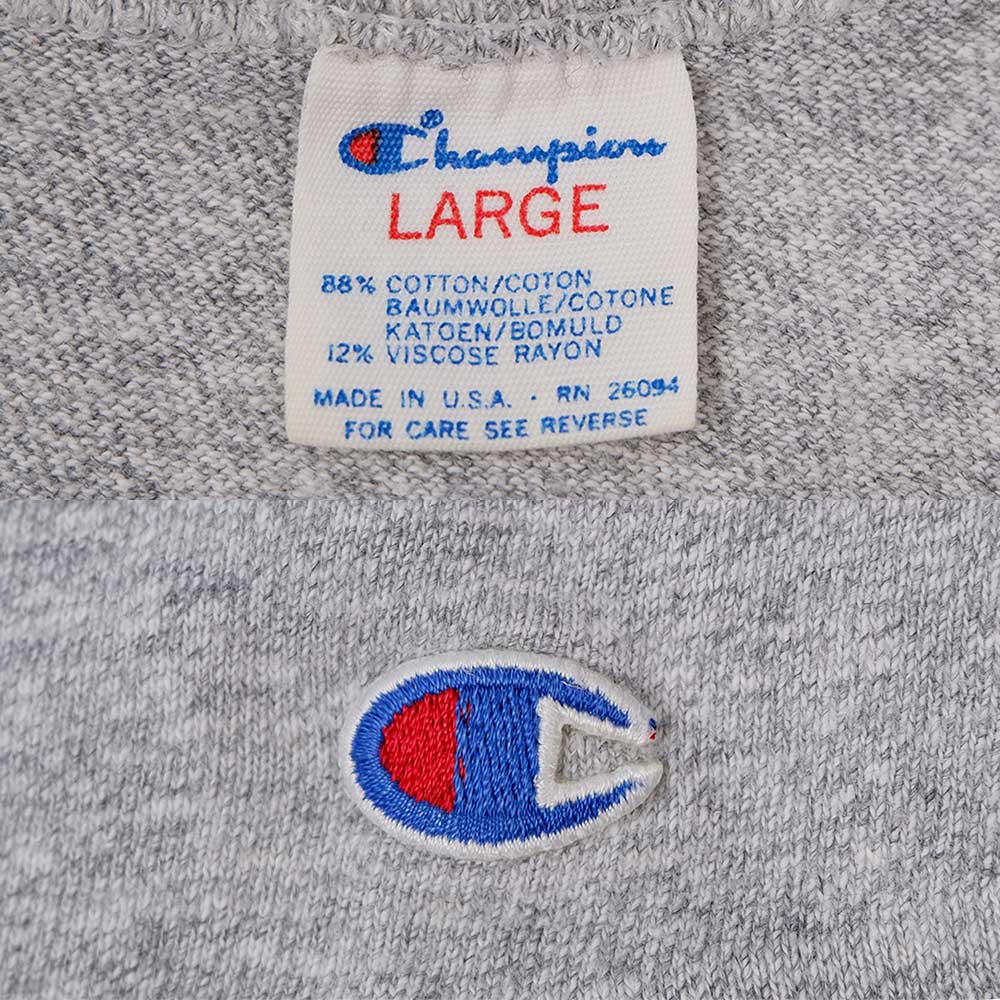 Champion
LARGE
88% COTTON/COTON
BAUMWOLLE/COTONE
KATOEN/BOMULD
12% VISCOSE RAYON
MADE IN U.S.A. · RN 26094
FOR CARE SEE REVERSE